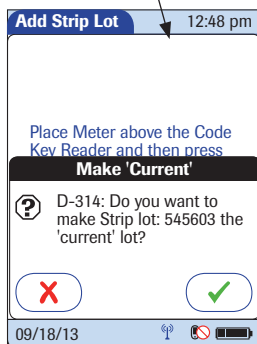 Add Strip Lot 12:48 pm
Place Meter above the Code
Key Reader and then press
Make 'Current'
D-314: Do you want to
make Strip lot: 545603 the
'current' lot?
09/18/13